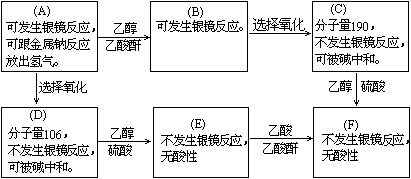 (A)
可发生银镜反应,
可跟金属钠反应
放出氢气。
乙醇
乙酸酐
(B)
可发生银镜反应。
选择氧化
(C)
分子量190,
不发生银镜反应,
可被碱中和。
选择氧化
乙醇 硫酸
(D)
分子量106,
不发生银镜反应,
可被碱中和。
乙醇
硫酸
(E)
不发生银镜反应,
无酸性
乙酸
乙酸酐
(F)
不发生银镜反应,
无酸性